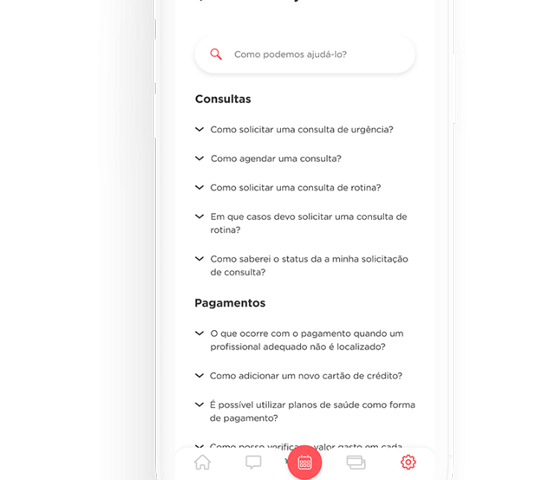 Como podemos ajudá-lo?
Consultas
Como solicitar uma consulta de urgência?
Como agendar uma consulta?
Como solicitar uma consulta de rotina?
Em que casos devo solicitar uma consulta de
rotina?
Como saberei o status da a minha solicitação
de consulta?
Pagamentos
O que ocorre com o pagamento quando um
profissional adequado não é localizado?
Como adicionar um novo cartão de crédito?
É possível utilizar planos de saúde como forma
de pagamento?
Como posso verificar valor gasto em cada